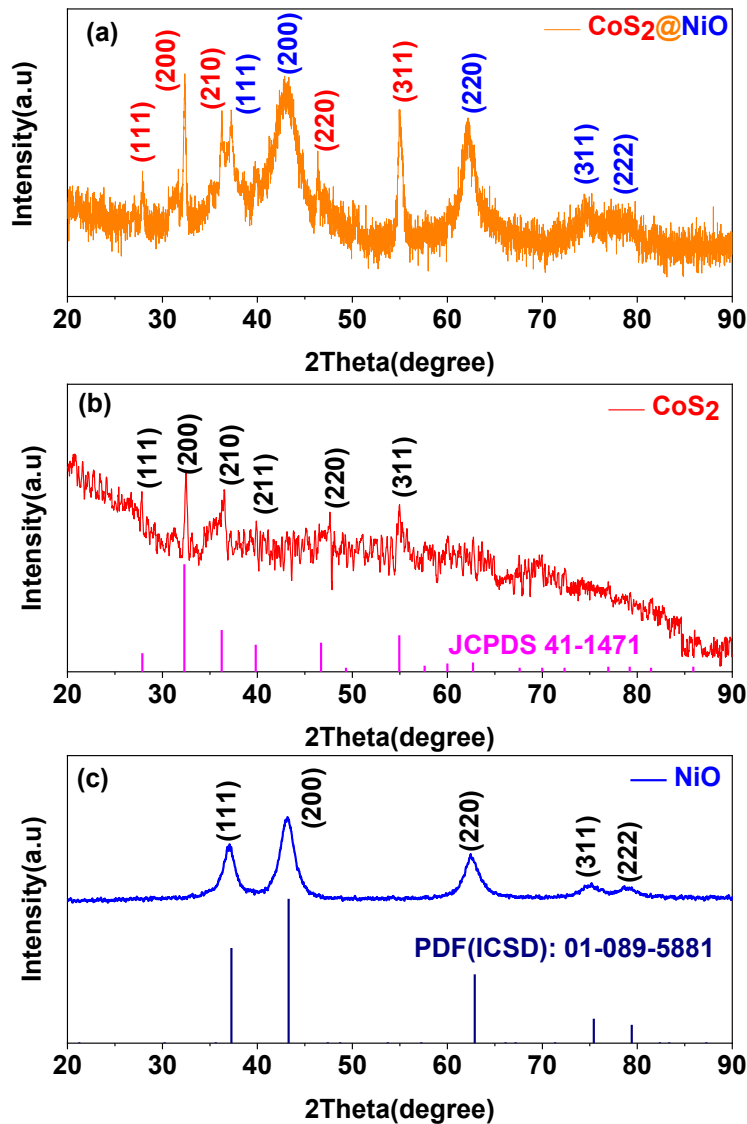 (a)
CoS2@NiO
(111)
(200)
(210)
(111)
(200)
(220)
(311)
(220)
(311)
(222)
Intensity(a.u)
20 30 40 50 60 70 80 90
2Theta(degree)
(b)
CoS2
(111)
(200)
(210)
(211)
(220)
(311)
Intensity(a.u)
JCPDS 41-1471
20 30 40 50 60 70 80 90
2Theta(degree)
(c)
NiO
(111)
(200)
(220)
(311)
(222)
Intensity(a.u)
PDF(ICSD): 01-089-5881
20 30 40 50 60 70 80 90
2Theta(degree)